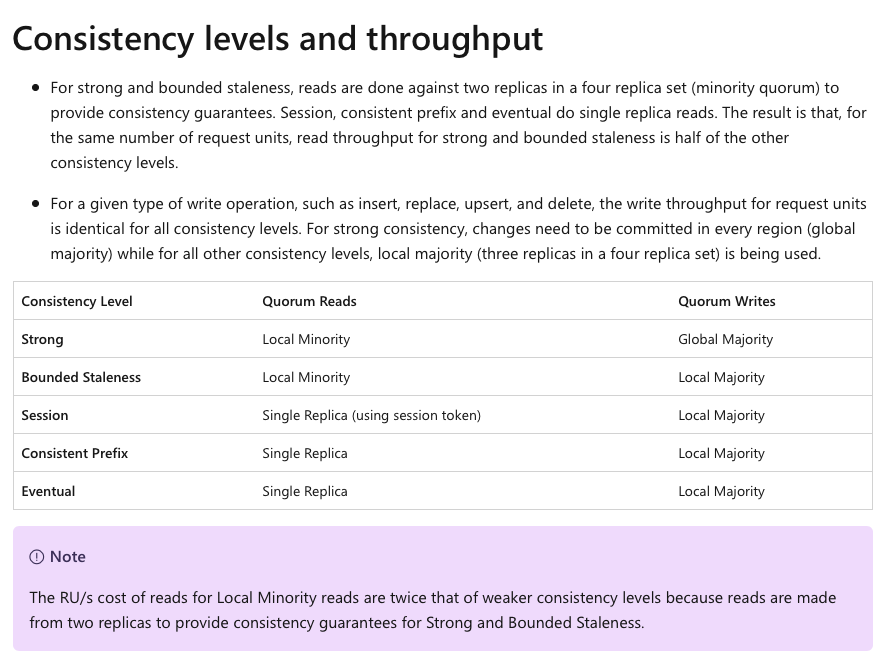 Consistency levels and throughput
For strong and bounded staleness, reads are done against two replicas in a four replica set (minority quorum) to
provide consistency guarantees. Session, consistent prefix and eventual do single replica reads. The result is that, for
the same number of request units, read throughput for strong and bounded staleness is half of the other
consistency levels.
For a given type of write operation, such as insert, replace, upsert, and delete, the write throughput for request units
is identical for all consistency levels. For strong consistency, changes need to be committed in every region (global
majority) while for all other consistency levels, local majority (three replicas in a four replica set) is being used.
Consistency Level Quorum Reads Quorum Writes
Strong Local Minority Global Majority
Bounded Staleness Local Minority Local Majority
Session Single Replica (using session token) Local Majority
Consistent Prefix Single Replica Local Majority
Eventual Single Replica Local Majority
Note
The RU/s cost of reads for Local Minority reads are twice that of weaker consistency levels because reads are made
from two replicas to provide consistency guarantees for Strong and Bounded Staleness.